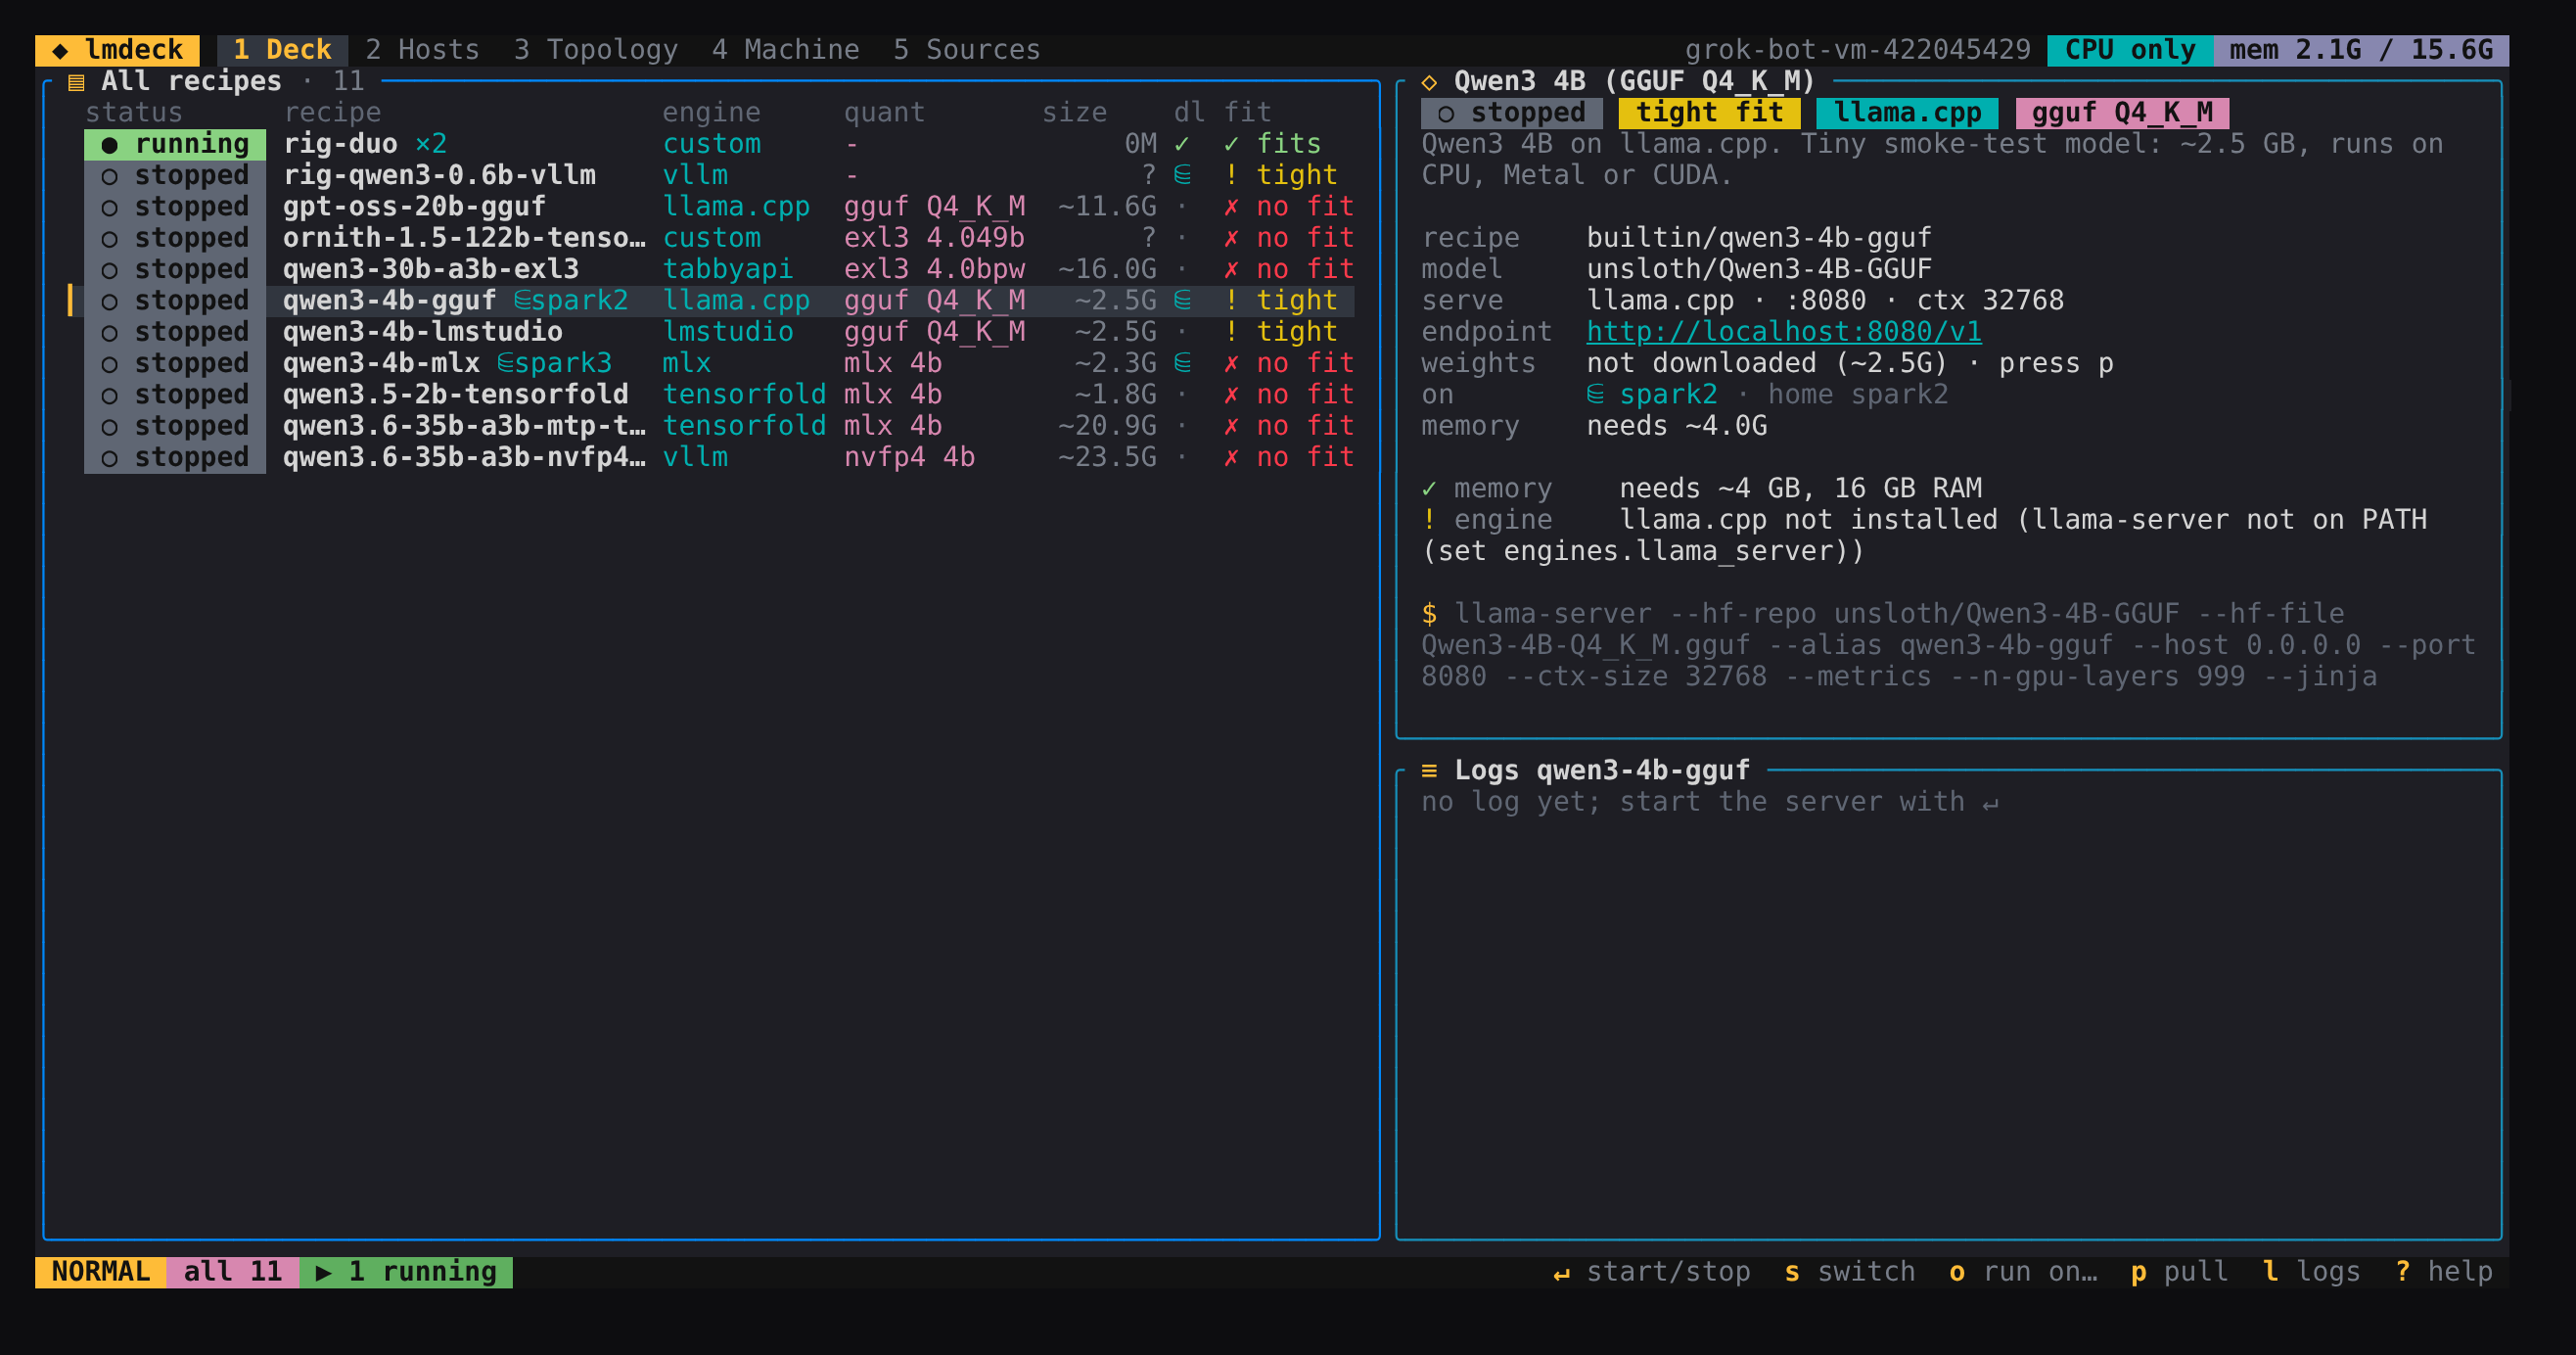 ◆ lmdeck 1 Deck 2 Hosts 3 Topology 4 Machine 5 Sources grok-bot-vm-422045429 CPU only mem 2.1G / 15.6G
▤ All recipes · 11
status recipe engine quant size dl fit
● running rig-duo ×2 custom - 0M ✓ ✓ fits
○ stopped rig-qwen3-0.6b-vllm vllm - ? ⛁ ! tight
○ stopped gpt-oss-20b-gguf llama.cpp gguf Q4_K_M ~11.6G · ✗ no fit
○ stopped ornith-1.5-122b-tenso… custom exl3 4.049b ? · ✗ no fit
○ stopped qwen3-30b-a3b-exl3 tabbyapi exl3 4.0bpw ~16.0G · ✗ no fit
○ stopped qwen3-4b-gguf ⛁spark2 llama.cpp gguf Q4_K_M ~2.5G ⛁ ! tight
○ stopped qwen3-4b-lmstudio lmstudio gguf Q4_K_M ~2.5G · ! tight
○ stopped qwen3-4b-mlx ⛁spark3 mlx mlx 4b ~2.3G ⛁ ✗ no fit
○ stopped qwen3.5-2b-tensorfold tensorfold mlx 4b ~1.8G · ✗ no fit
○ stopped qwen3.6-35b-a3b-mtp-t… tensorfold mlx 4b ~20.9G · ✗ no fit
○ stopped qwen3.6-35b-a3b-nvfp4… vllm nvfp4 4b ~23.5G · ✗ no fit
◇ Qwen3 4B (GGUF Q4_K_M)
○ stopped tight fit llama.cpp gguf Q4_K_M
Qwen3 4B on llama.cpp. Tiny smoke-test model: ~2.5 GB, runs on
CPU, Metal or CUDA.
recipe builtin/qwen3-4b-gguf
model unsloth/Qwen3-4B-GGUF
serve llama.cpp · :8080 · ctx 32768
endpoint http://localhost:8080/v1
weights not downloaded (~2.5G) · press p
on ⛁ spark2 · home spark2
memory needs ~4.0G
✓ memory needs ~4 GB, 16 GB RAM
! engine llama.cpp not installed (llama-server not on PATH
(set engines.llama_server))
$ llama-server --hf-repo unsloth/Qwen3-4B-GGUF --hf-file
Qwen3-4B-Q4_K_M.gguf --alias qwen3-4b-gguf --host 0.0.0.0 --port
8080 --ctx-size 32768 --metrics --n-gpu-layers 999 --jinja
≡ Logs qwen3-4b-gguf
no log yet; start the server with ↵
NORMAL all 11 ▶ 1 running ↵ start/stop s switch o run on… p pull l logs ? help